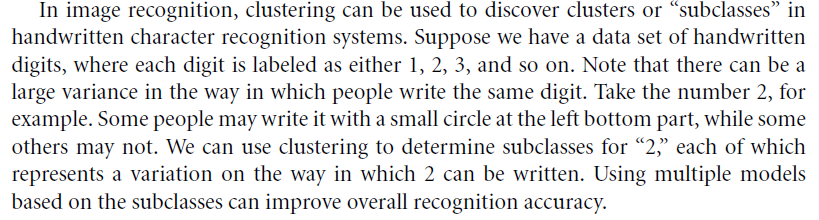 In image recognition, clustering can be used to discover clusters or “subclasses” in
handwritten character recognition systems. Suppose we have a data set of handwritten
digits, where each digit is labeled as either 1, 2, 3, and so on. Note that there can be a
large variance in the way in which people write the same digit. Take the number 2, for
example. Some people may write it with a small circle at the left bottom part, while some
others may not. We can use clustering to determine subclasses for “2,” each of which
represents a variation on the way in which 2 can be written. Using multiple models
based on the subclasses can improve overall recognition accuracy.